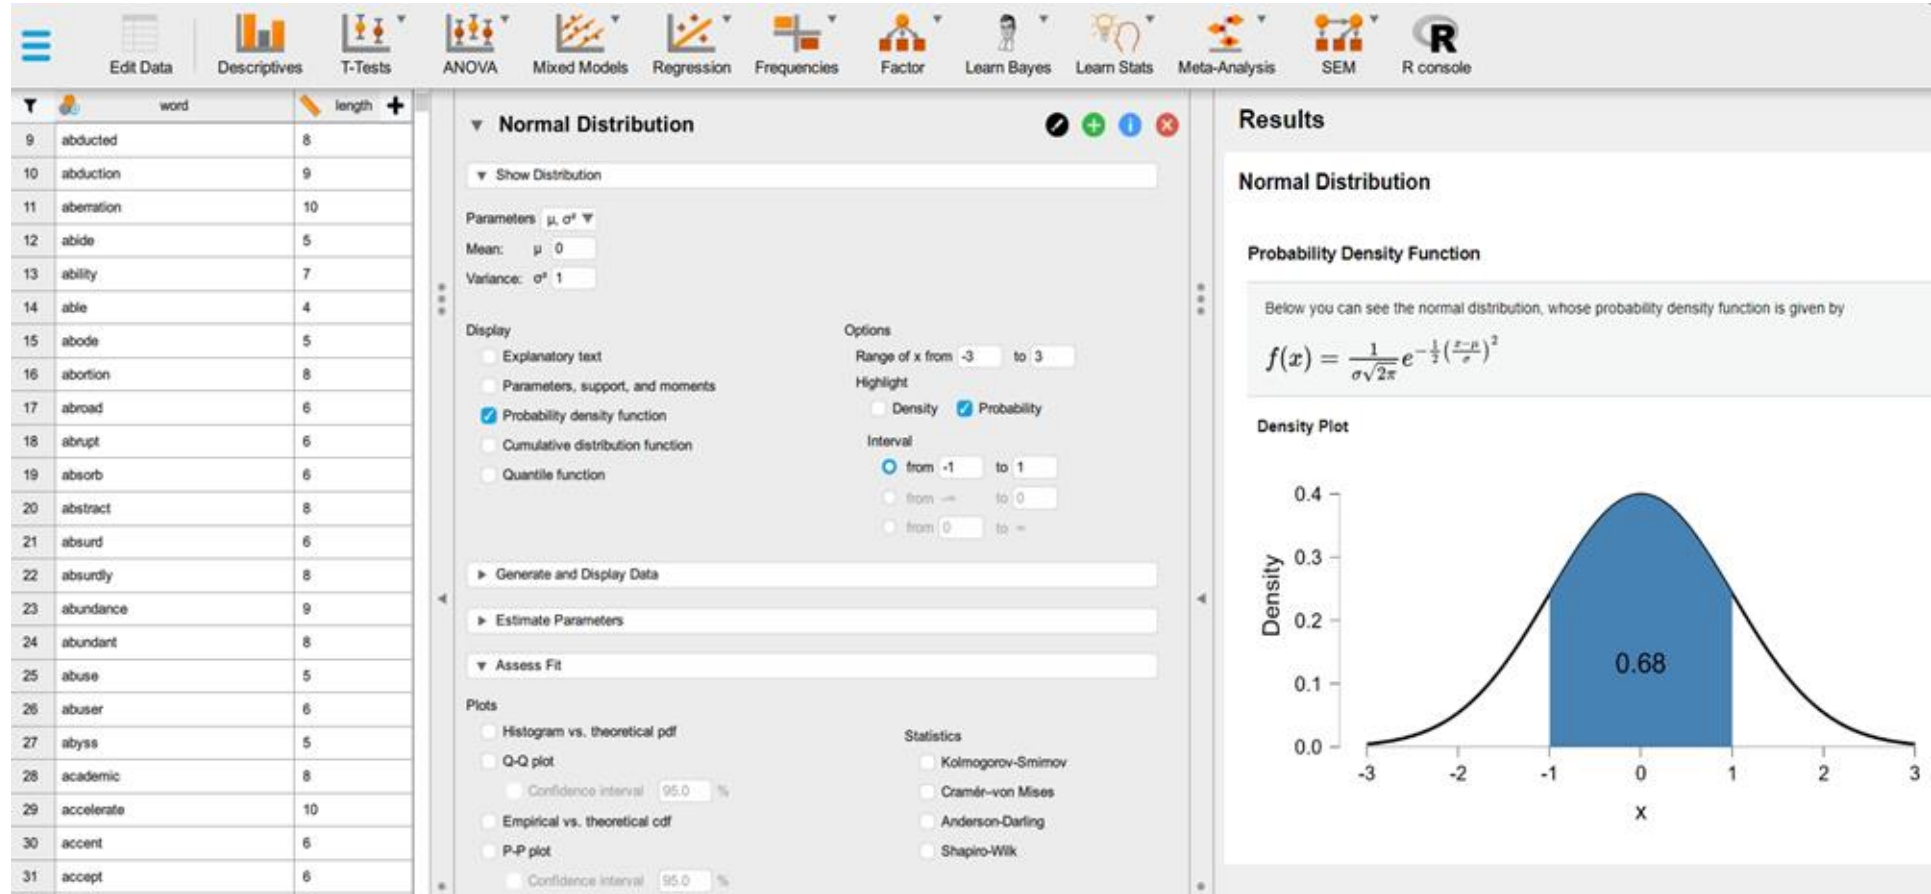 Edit Data
Descriptives
T-Tests
ANOVA
Mixed Models
Regression
Frequencies
Factor
Learn Bayes
Learn Stats
Meta-Analysis
SEM
R
R console
word length
9 abducted 8
10 abduction 9
11 aberration 10
12 abide 5
13 ability 7
14 able 4
15 abode 5
16 abortion 8
17 abroad 6
18 abrupt 6
19 absorb 6
20 abstract 8
21 absurd 6
22 absurdly 8
23 abundance 9
24 abundant 8
25 abuse 5
26 abuser 6
27 abyss 5
28 academic 8
29 accelerate 10
30 accent 6
31 accept 6
Normal Distribution
Show Distribution
Parameters μ, σ²
Mean: μ 0
Variance: σ² 1
Display
Explanatory text
Parameters, support, and moments
Probability density function
Cumulative distribution function
Quantile function
Options
Range of x from -3 to 3
Highlight
Density Probability
Interval
from -1 to 1
from -∞ to 0
from 0 to ∞
Generate and Display Data
Estimate Parameters
Assess Fit
Plots
Histogram vs. theoretical pdf
Q-Q plot
Confidence interval 95.0 %
Empirical vs. theoretical cdf
P-P plot
Confidence interval 95.0 %
Statistics
Kolmogorov-Smirnov
Cramér–von Mises
Anderson-Darling
Shapiro-Wilk
Results
Normal Distribution
Probability Density Function
Below you can see the normal distribution, whose probability density function is given by
f(x) = 1/(σ√2π) e^(-1/2((x-μ)/σ)^2)
Density Plot
Density
0.4
0.3
0.2
0.1
0.0
0.68
-3 -2 -1 0 1 2 3
x